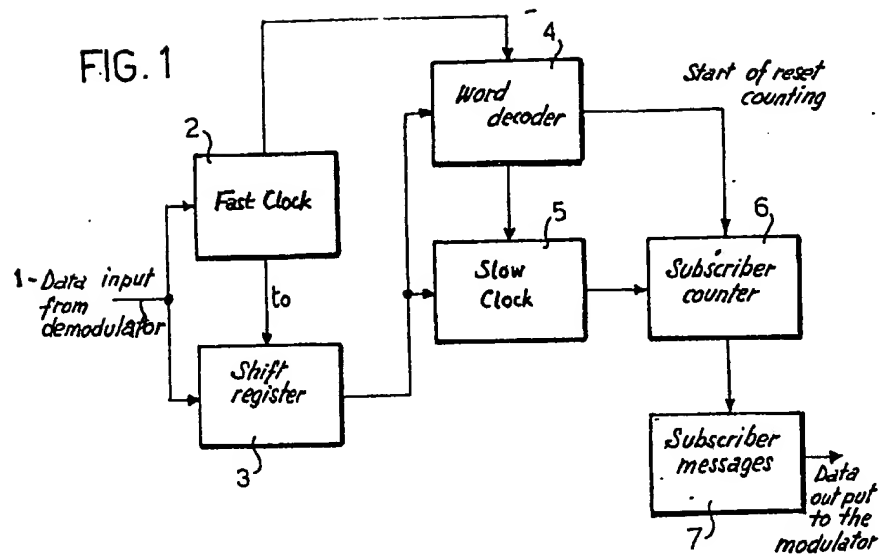 FIG. 1
4
Word
decoder
Start of reset
counting
2
Fast Clock
5
Slow
Clock
6
Subscriber
counter
1-Data input
from
demodulator
to
Shift
register
3
Subscriber
messages
7
Data
output
to the
modulator